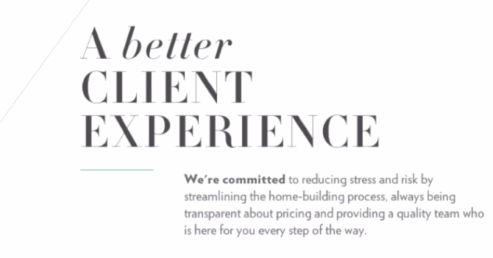 A better
CLIENT
EXPERIENCE
We're committed to reducing stress and risk by
streamlining the home-building process, always being
transparent about pricing and providing a quality team who
is here for you every step of the way.